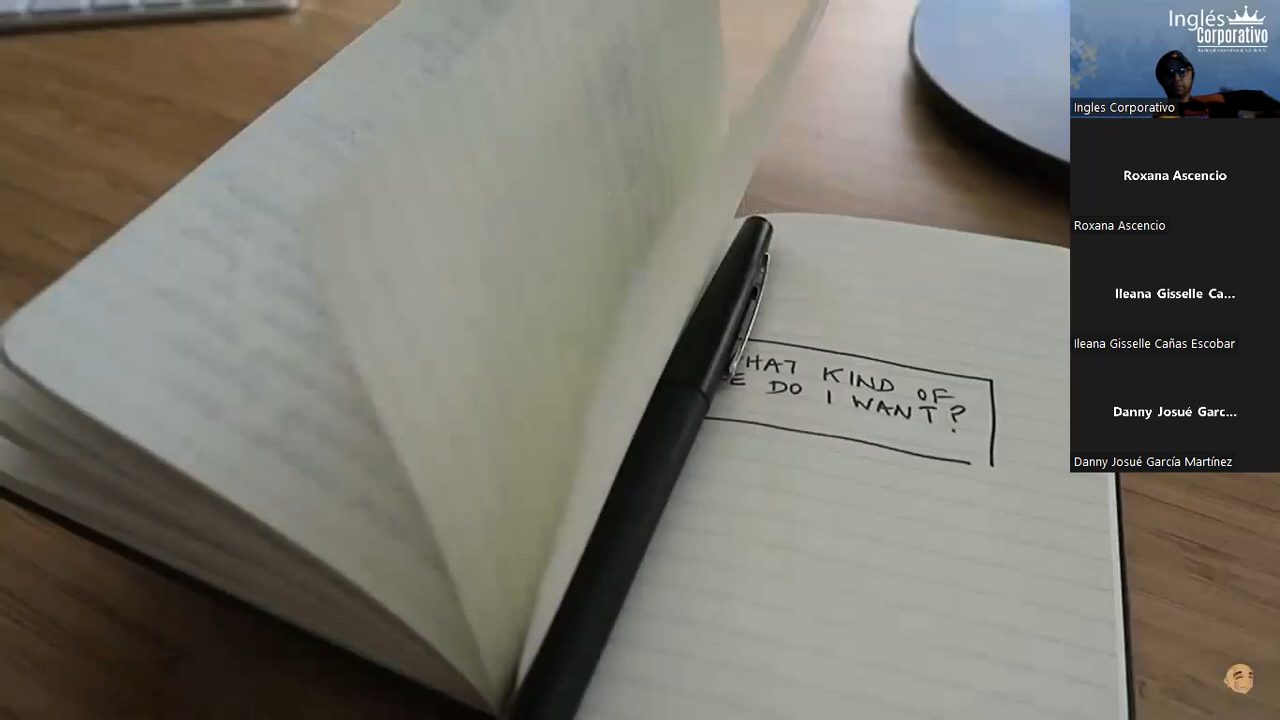 Inglés
Corporativo
Ingles Corporativo
Roxana Ascencio
Roxana Ascencio
Ileana Gisselle Ca...
Ileana Gisselle Cañas Escobar
Danny Josué Garc...
Danny Josué García Martínez
HAT KIND OF
E DO I WANT?